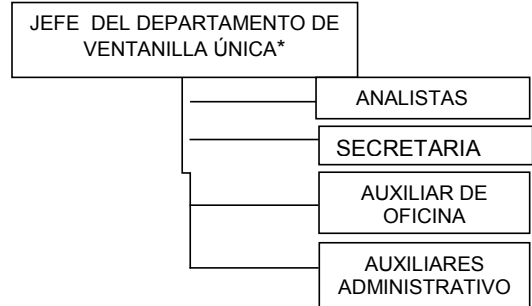 JEFE DEL DEPARTAMENTO DE
VENTANILLA ÚNICA*
ANALISTAS
SECRETARIA
AUXILIAR DE
OFICINA
AUXILIARES
ADMINISTRATIVO